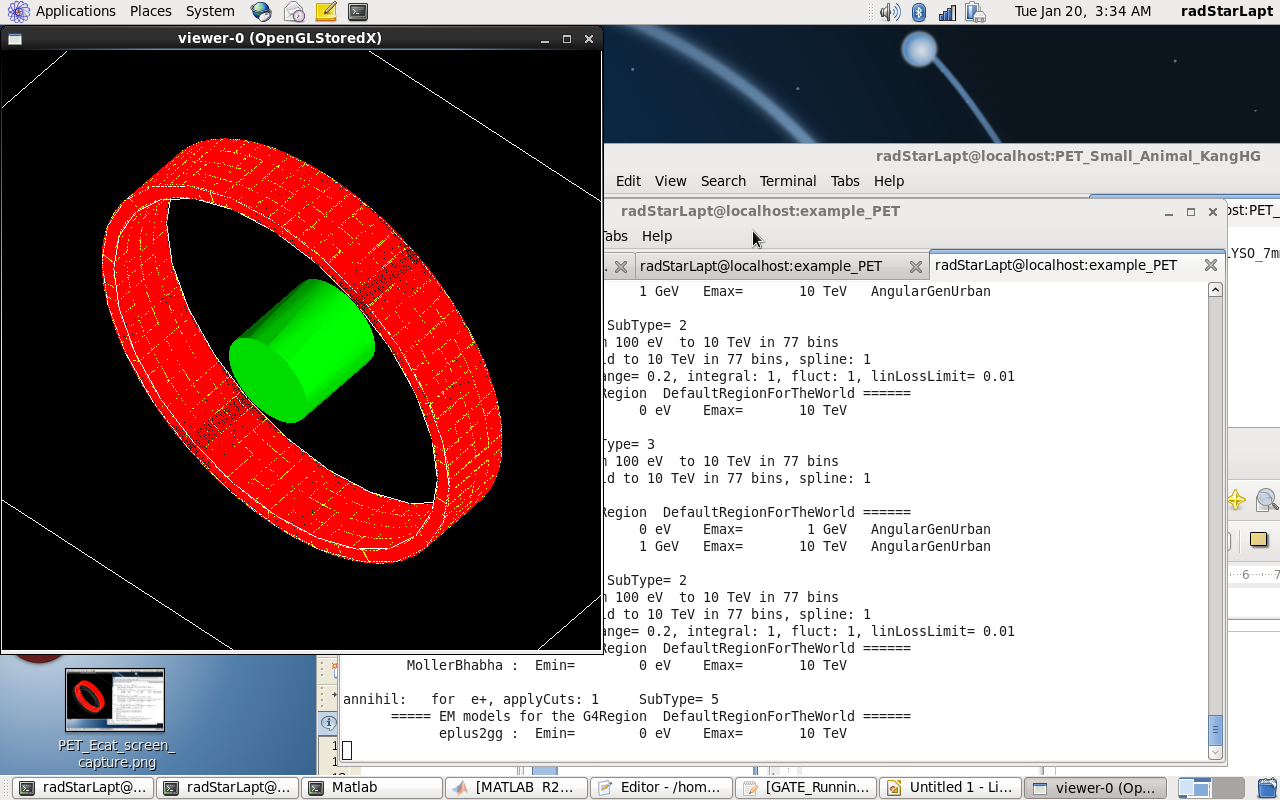 Applications Places System
Tue Jan 20, 3:34 AM radStarLapt
viewer-0 (OpenGLStoredX)
radStarLapt@localhost:PET_Small_Animal_KangHG
Edit View Search Terminal Tabs Help
radStarLapt@localhost:example_PET
Tabs Help
radStarLapt@localhost:example_PET
radStarLapt@localhost:example_PET
1 GeV Emax= 10 TeV AngularGenUrban
SubType= 2
100 eV to 10 TeV in 77 bins
to 10 TeV in 77 bins, spline: 1
0.2, integral: 1, fluct: 1, linLossLimit= 0.01
Region DefaultRegionForTheWorld ======
0 eV Emax= 10 TeV
Type= 3
100 eV to 10 TeV in 77 bins
to 10 TeV in 77 bins, spline: 1
Region DefaultRegionForTheWorld ======
0 eV Emax= 1 GeV AngularGenUrban
1 GeV Emax= 10 TeV AngularGenUrban
SubType= 2
100 eV to 10 TeV in 77 bins
to 10 TeV in 77 bins, spline: 1
0.2, integral: 1, fluct: 1, linLossLimit= 0.01
Region DefaultRegionForTheWorld ======
MollerBhabha : Emin= 0 eV Emax= 10 TeV
annihil: for e+, applyCuts: 1 SubType= 5
===== EM models for the G4Region DefaultRegionForTheWorld ======
eplus2gg : Emin= 0 eV Emax= 10 TeV
PET_Ecat_screen_
capture.png
radStarLapt@... radStarLapt@... Matlab [MATLAB R2... Editor - /hom... [GATE_Runnin... Untitled 1 - Li... viewer-0 (Op...